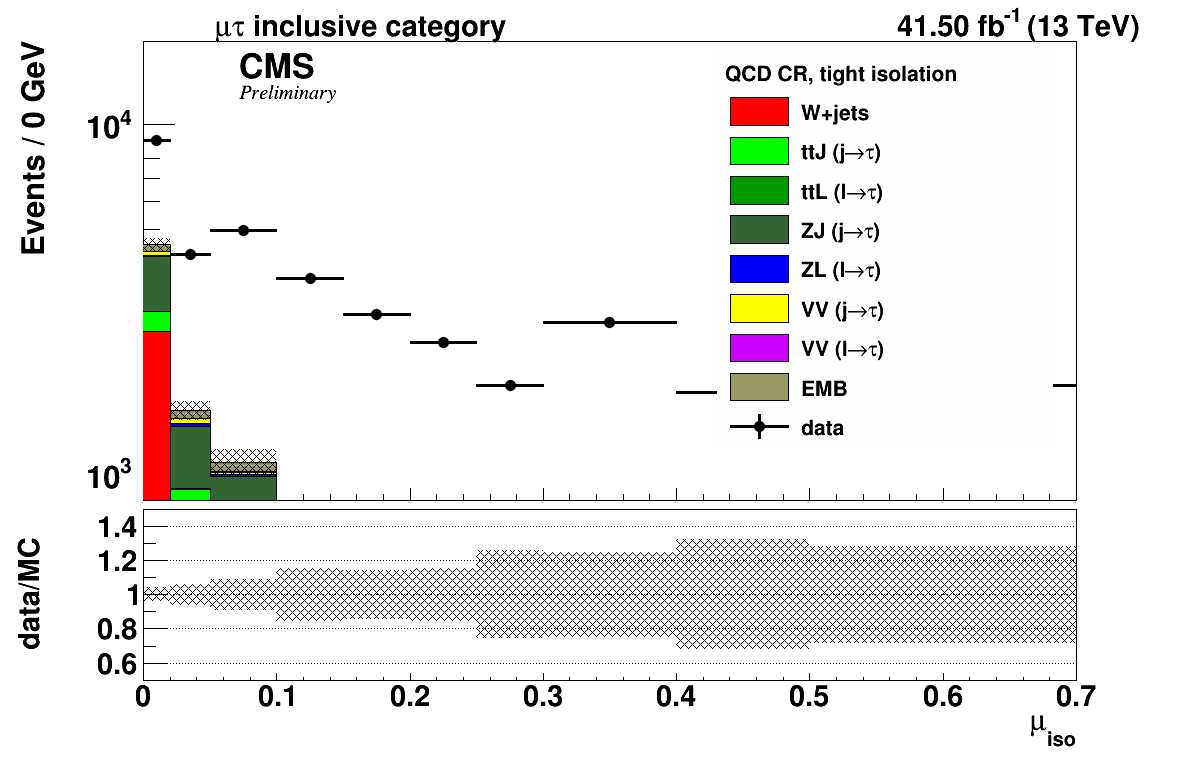 μτ inclusive category
41.50 fb⁻¹ (13 TeV)
CMS
Preliminary
QCD CR, tight isolation
W+jets
ttJ (j→τ)
ttL (l→τ)
ZJ (j→τ)
ZL (l→τ)
VV (j→τ)
VV (l→τ)
EMB
data
Events / 0 GeV
10⁴
10³
data/MC
1.4
1.2
1
0.8
0.6
0 0.1 0.2 0.3 0.4 0.5 0.6 0.7
μ_iso